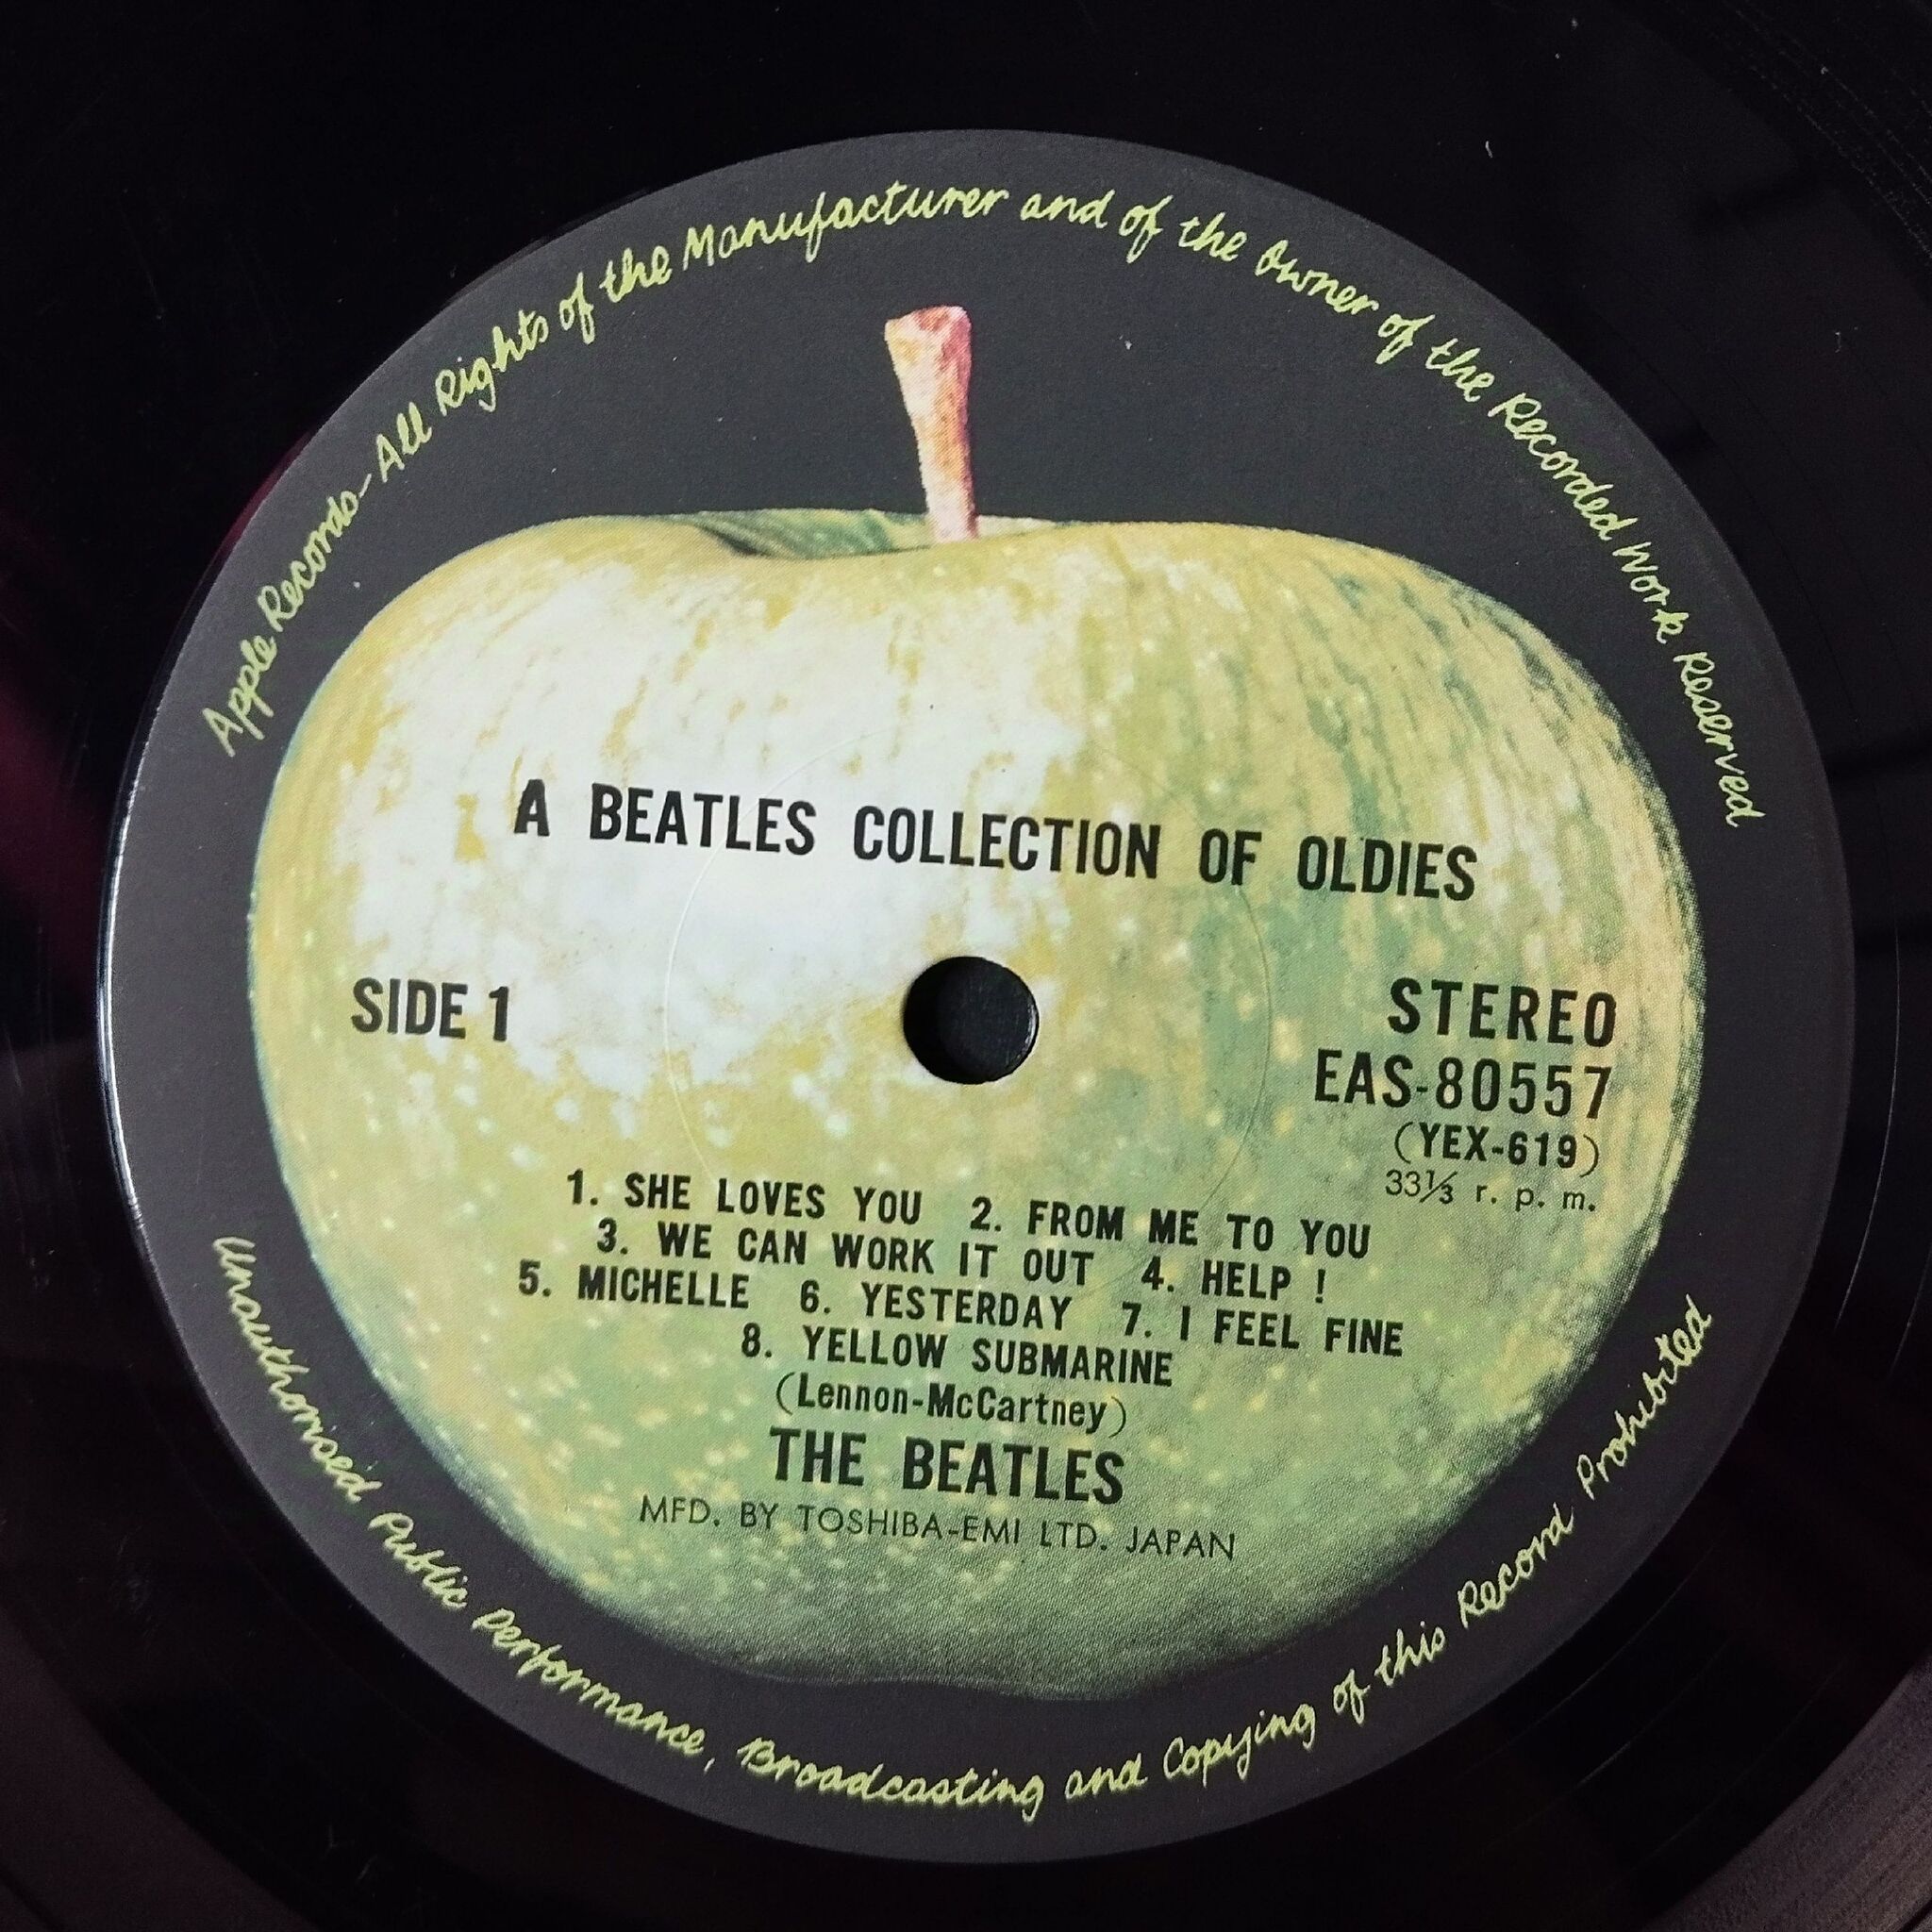 Apple Records-All Rights of the Manufacturer and of the Owner of the Recorded Work Reserved
A BEATLES COLLECTION OF OLDIES
SIDE 1
STEREO
EAS-80557
(YEX-619)
33⅓ r. p. m.
1. SHE LOVES YOU 2. FROM ME TO YOU
3. WE CAN WORK IT OUT 4. HELP !
5. MICHELLE 6. YESTERDAY 7. I FEEL FINE
8. YELLOW SUBMARINE
(Lennon-McCartney)
THE BEATLES
MFD. BY TOSHIBA-EMI LTD. JAPAN
Unauthorised Public Performance, Broadcasting and Copying of this Record Prohibited